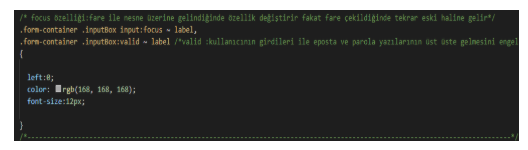 /* focus özelliği:fare ile nesne üzerine gelindiğinde özellik değiştirir fakat fare çekildiğinde tekrar eski haline gelir*/
.form-container .inputBox input:focus ~ label,
.form-container .inputBox:valid ~ label /*valid :kullanıcının girdileri ile eposta ve parola yazılarının üst üste gelmesini engel
{
left:0;
color: rgb(168, 168, 168);
font-size:12px;
}
/*----------------------------------------------------------------------------------------------------*/